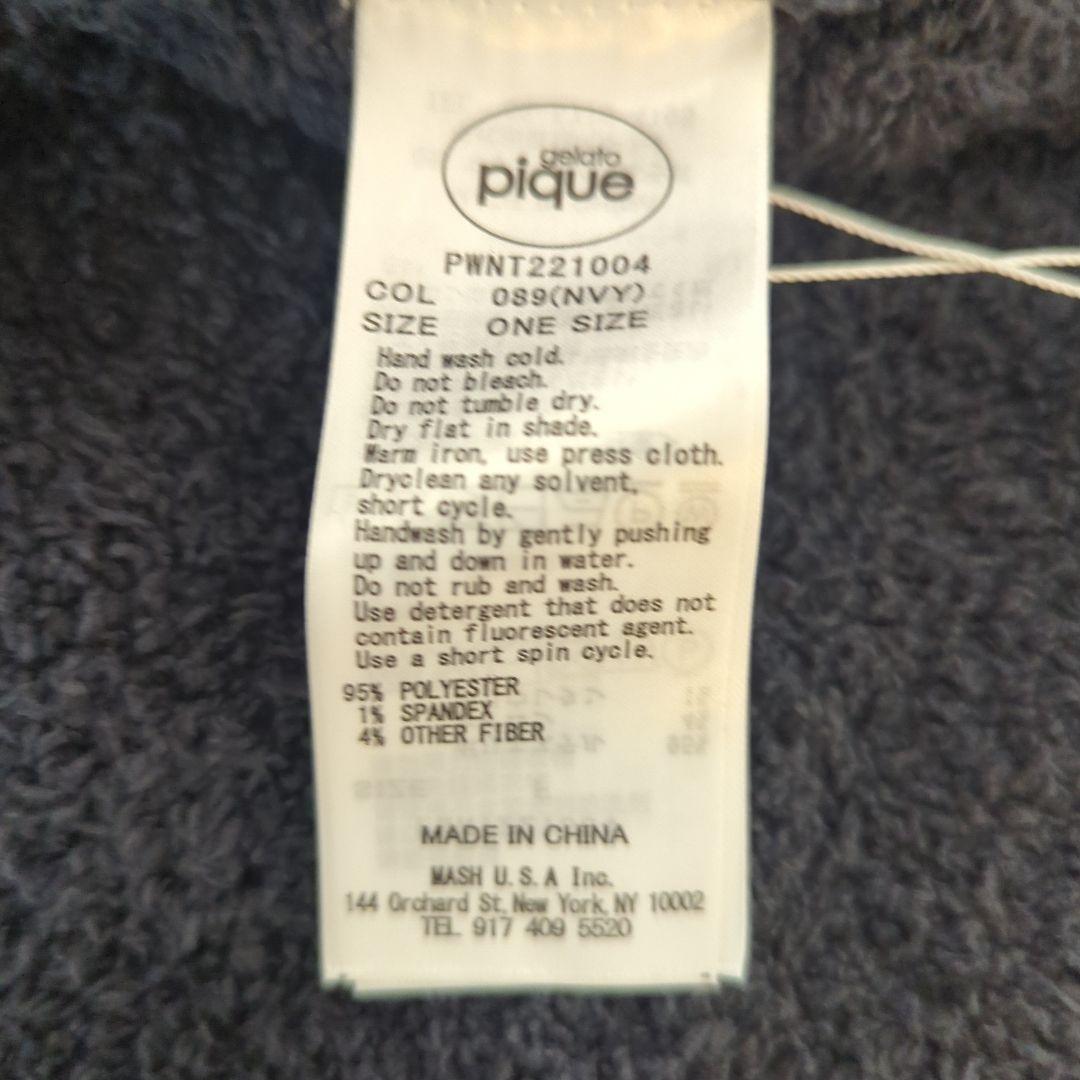 gelato
pique
PWNT221004
COL 089(NVY)
SIZE ONE SIZE
Hand wash cold.
Do not bleach.
Do not tumble dry.
Dry flat in shade.
Warm iron, use press cloth.
Dryclean any solvent,
short cycle.
Handwash by gently pushing
up and down in water.
Do not rub and wash.
Use detergent that does not
contain fluorescent agent.
Use a short spin cycle.
95% POLYESTER
1% SPANDEX
4% OTHER FIBER
MADE IN CHINA
MASH U.S.A Inc.
144 Orchard St, New York, NY 10002
TEL 917 409 5520